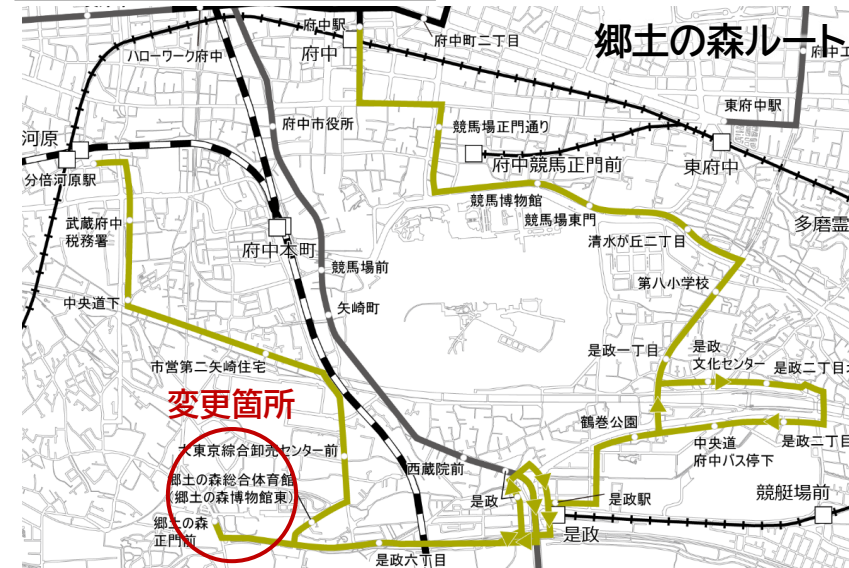 郷土の森ルート
府中駅
府中
府中町二丁目
ハローワーク府中
東府中駅
河原
府中市役所
競馬場正門通り
府中競馬正門前
東府中
分倍河原駅
競馬博物館
競馬場東門
武蔵府中
税務署
府中本町
清水が丘二丁目
多磨霊
競馬場前
第八小学校
中央道下
矢崎町
是政一丁目
是政
文化センター
是政二丁目
市営第二矢崎住宅
変更箇所
鶴巻公園
大東京綜合卸売センター前
西蔵院前
中央道
府中バス停下
是政二丁目
郷土の森総合体育館
(郷土の森博物館東)
是政
是政駅
競艇場前
郷土の森
正門前
是政
是政六丁目